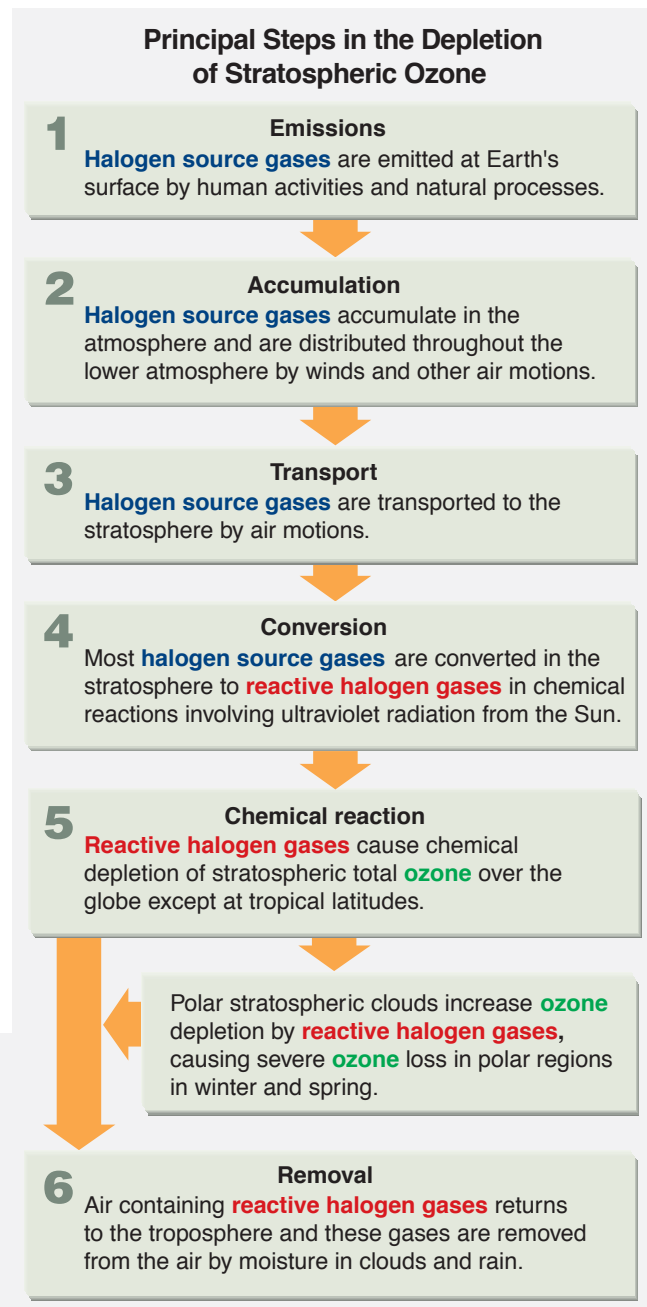 Principal Steps in the Depletion
of Stratospheric Ozone
1
Emissions
Halogen source gases are emitted at Earth's
surface by human activities and natural processes.
2
Accumulation
Halogen source gases accumulate in the
atmosphere and are distributed throughout the
lower atmosphere by winds and other air motions.
3
Transport
Halogen source gases are transported to the
stratosphere by air motions.
4
Conversion
Most halogen source gases are converted in the
stratosphere to reactive halogen gases in chemical
reactions involving ultraviolet radiation from the Sun.
5
Chemical reaction
Reactive halogen gases cause chemical
depletion of stratospheric total ozone over the
globe except at tropical latitudes.
Polar stratospheric clouds increase ozone
depletion by reactive halogen gases,
causing severe ozone loss in polar regions
in winter and spring.
6
Removal
Air containing reactive halogen gases returns
to the troposphere and these gases are removed
from the air by moisture in clouds and rain.